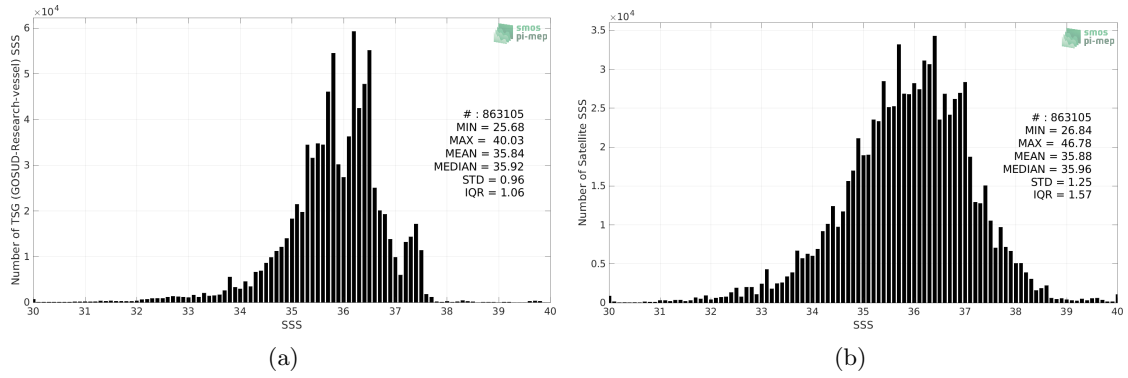 ×10⁴
6
5
4
3
2
1
0
30
31
32
33
34
35
36
37
38
39
40
SSS
Number of TSG (GOSUD-Research-vessel) SSS
smos
pi-mep
# : 863105
MIN = 25.68
MAX = 40.03
MEAN = 35.84
MEDIAN = 35.92
STD = 0.96
IQR = 1.06
(a)
×10⁴
3.5
3
2.5
2
1.5
1
0.5
0
30
31
32
33
34
35
36
37
38
39
40
SSS
Number of Satellite SSS
smos
pi-mep
# : 863105
MIN = 26.84
MAX = 46.78
MEAN = 35.88
MEDIAN = 35.96
STD = 1.25
IQR = 1.57
(b)